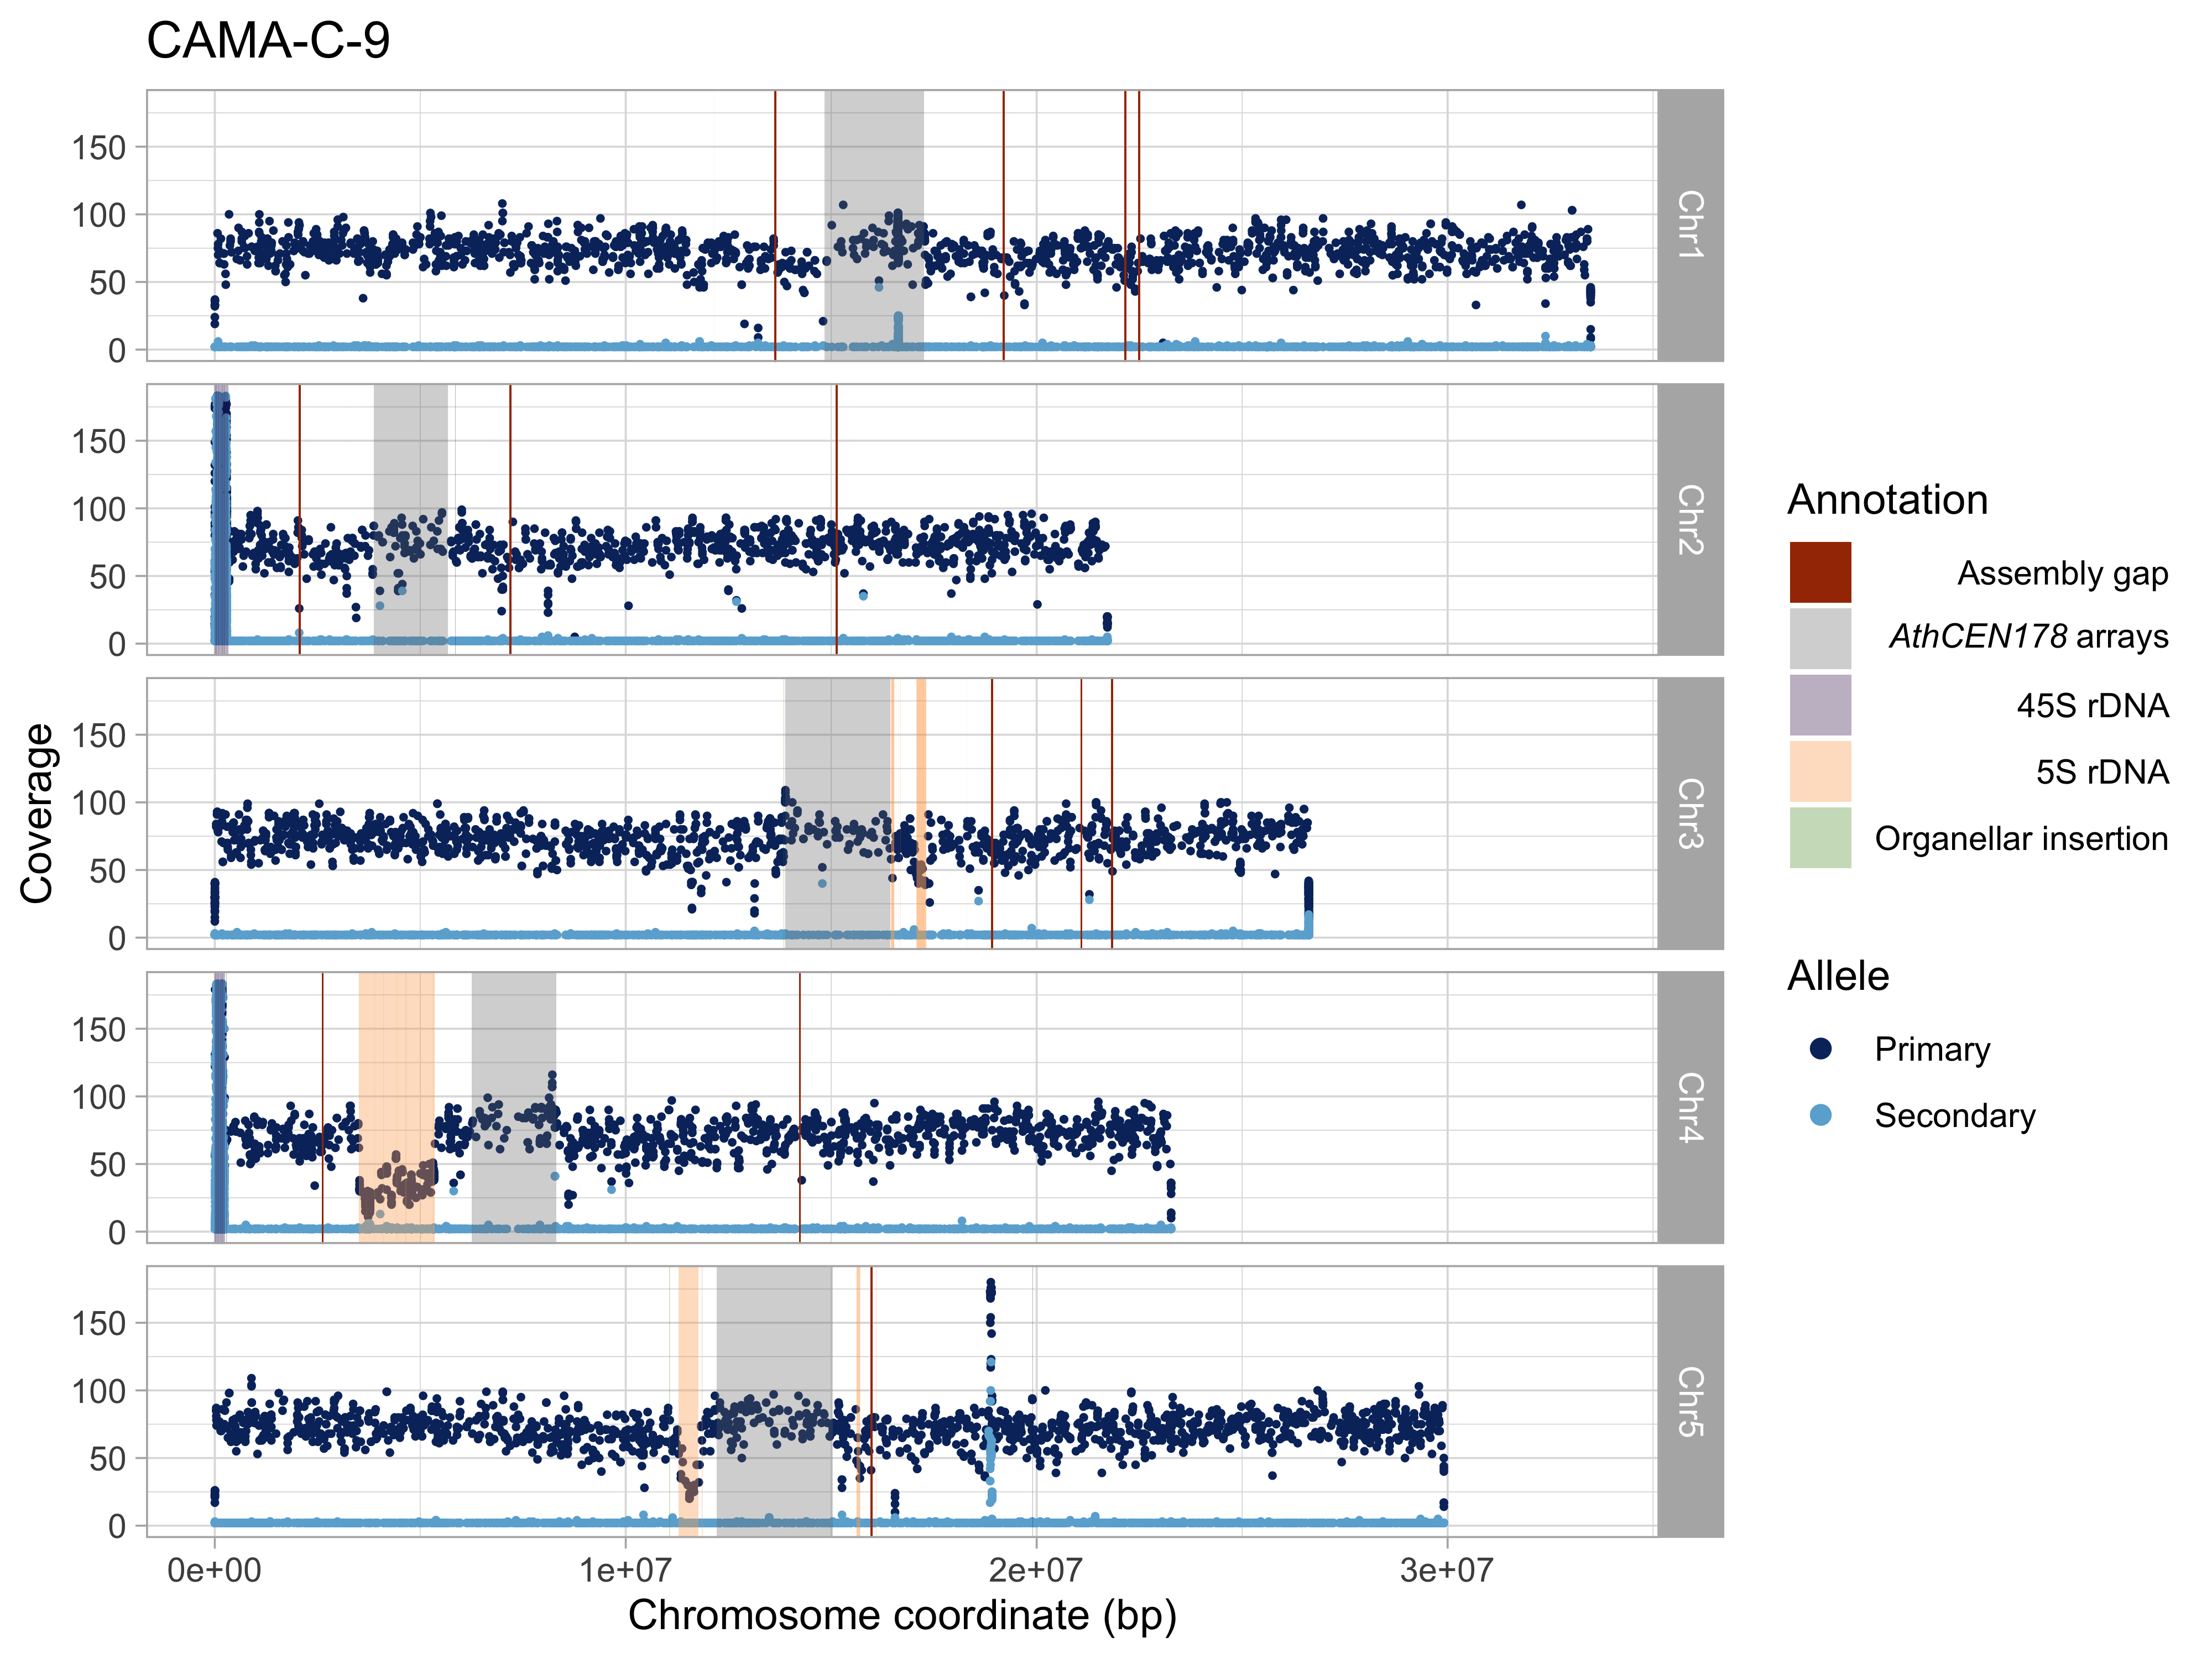 CAMA-C-9
Coverage
150
100
50
0
Chr1
150
100
50
0
Chr2
150
100
50
0
Chr3
150
100
50
0
Chr4
150
100
50
0
Chr5
0e+00 1e+07 2e+07 3e+07
Chromosome coordinate (bp)
Annotation
Assembly gap
AthCEN178 arrays
45S rDNA
5S rDNA
Organellar insertion
Allele
Primary
Secondary